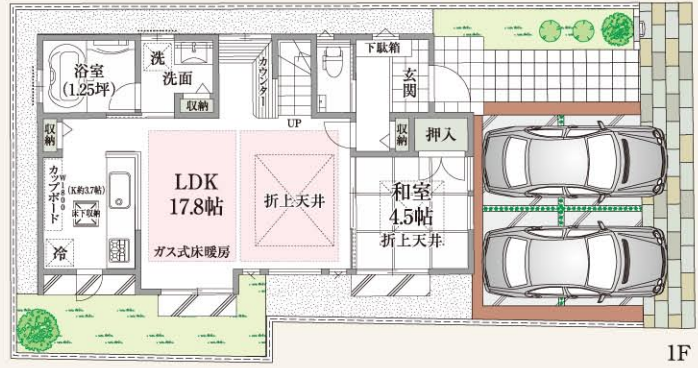 浴室
(1.25坪)
洗
洗面
収納
カウンター
UP
下駄箱
玄関
収納
押入
収納
カップボード
W1800
(K約3.7帖)
床下収納
冷
LDK
17.8帖
ガス式床暖房
折上天井
和室
4.5帖
折上天井
1F